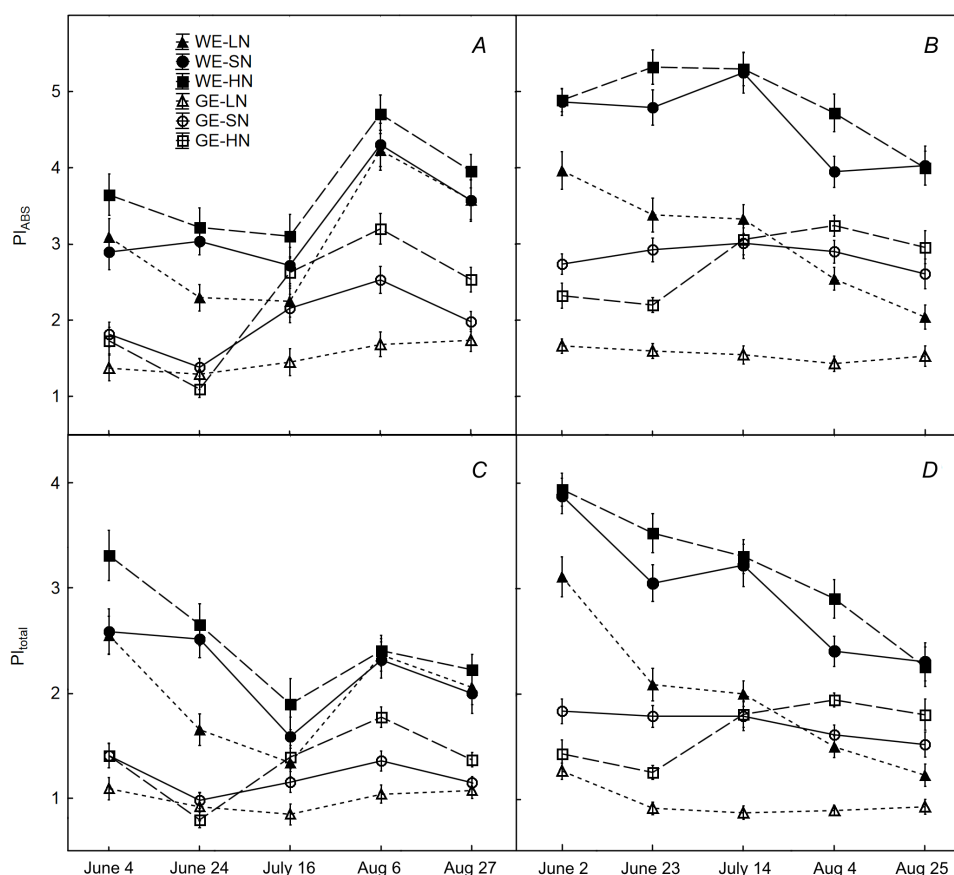 A
B
WE-LN
WE-SN
WE-HN
GE-LN
GE-SN
GE-HN
5
4
3
2
1
PI_ABS
C
D
4
3
2
1
PI_total
June 4 June 24 July 16 Aug 6 Aug 27
June 2 June 23 July 14 Aug 4 Aug 25